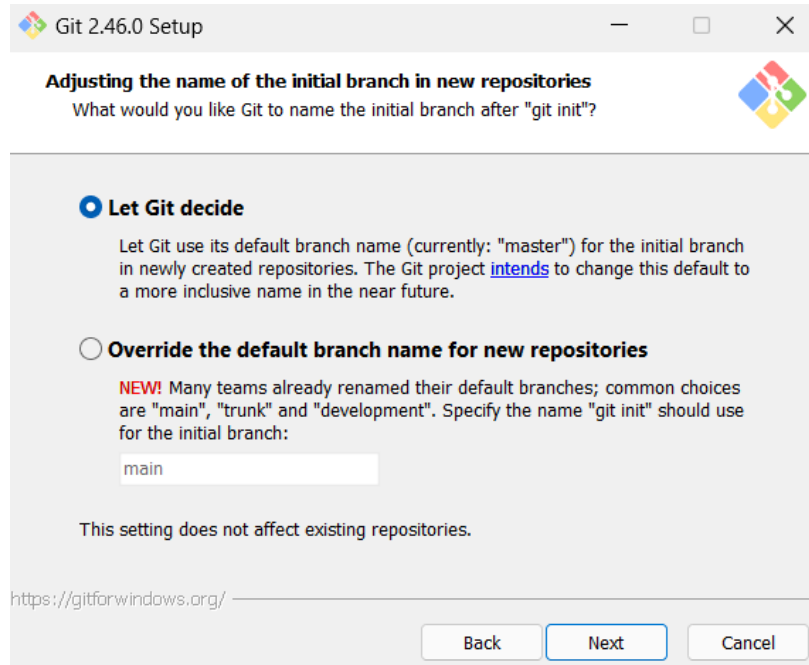 Git 2.46.0 Setup
Adjusting the name of the initial branch in new repositories
What would you like Git to name the initial branch after "git init"?
Let Git decide
Let Git use its default branch name (currently: "master") for the initial branch
in newly created repositories. The Git project intends to change this default to
a more inclusive name in the near future.
Override the default branch name for new repositories
NEW! Many teams already renamed their default branches; common choices
are "main", "trunk" and "development". Specify the name "git init" should use
for the initial branch:
main
This setting does not affect existing repositories.
https://gitforwindows.org/
Back Next Cancel